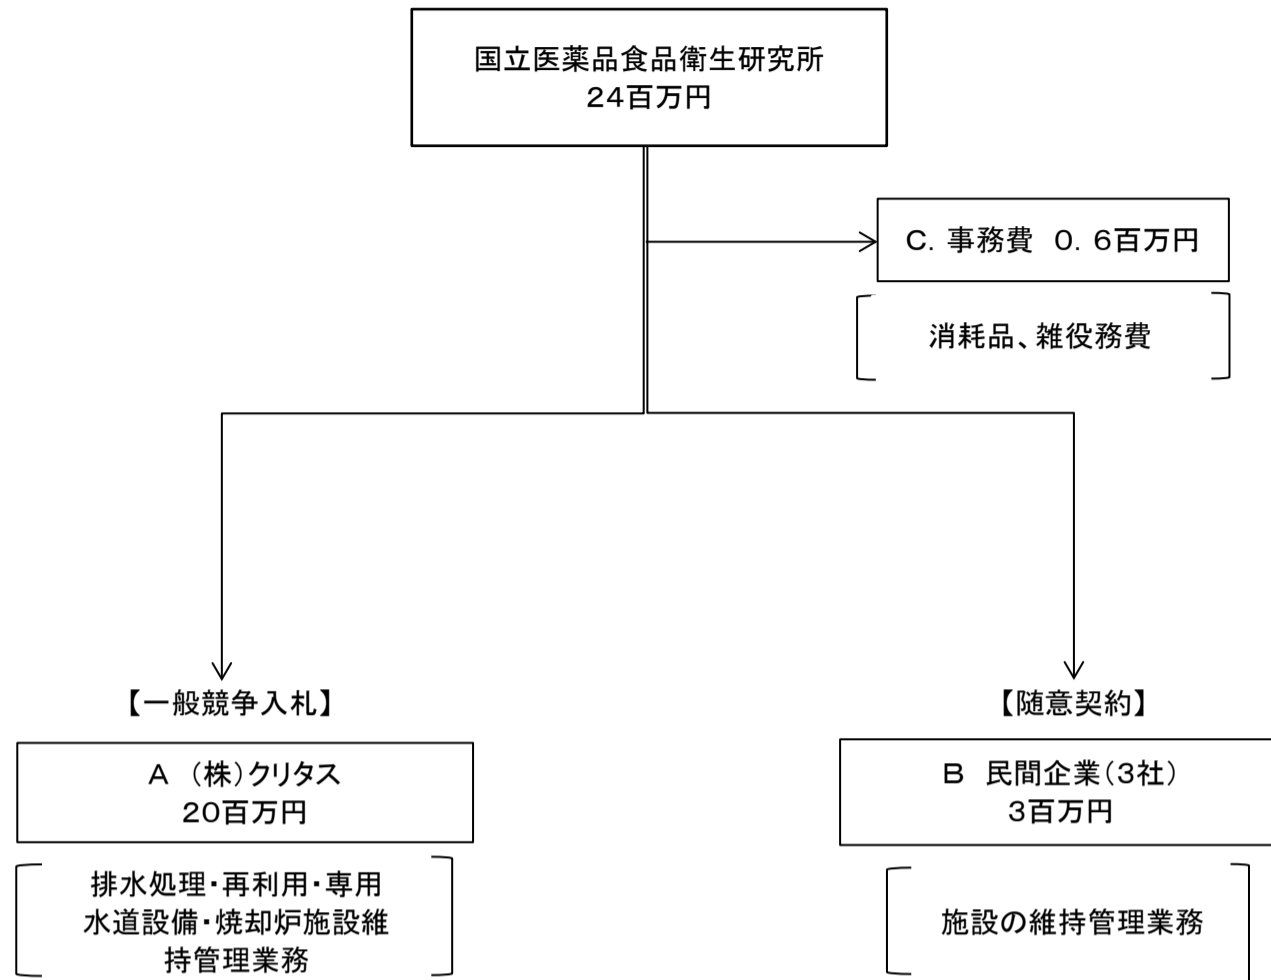 国立医薬品食品衛生研究所
24百万円
C. 事務費 0. 6百万円
消耗品、雑役務費
【一般競争入札】
A (株)クリタス
20百万円
排水処理・再利用・専用
水道設備・焼却炉施設維
持管理業務
【随意契約】
B 民間企業(3社)
3百万円
施設の維持管理業務